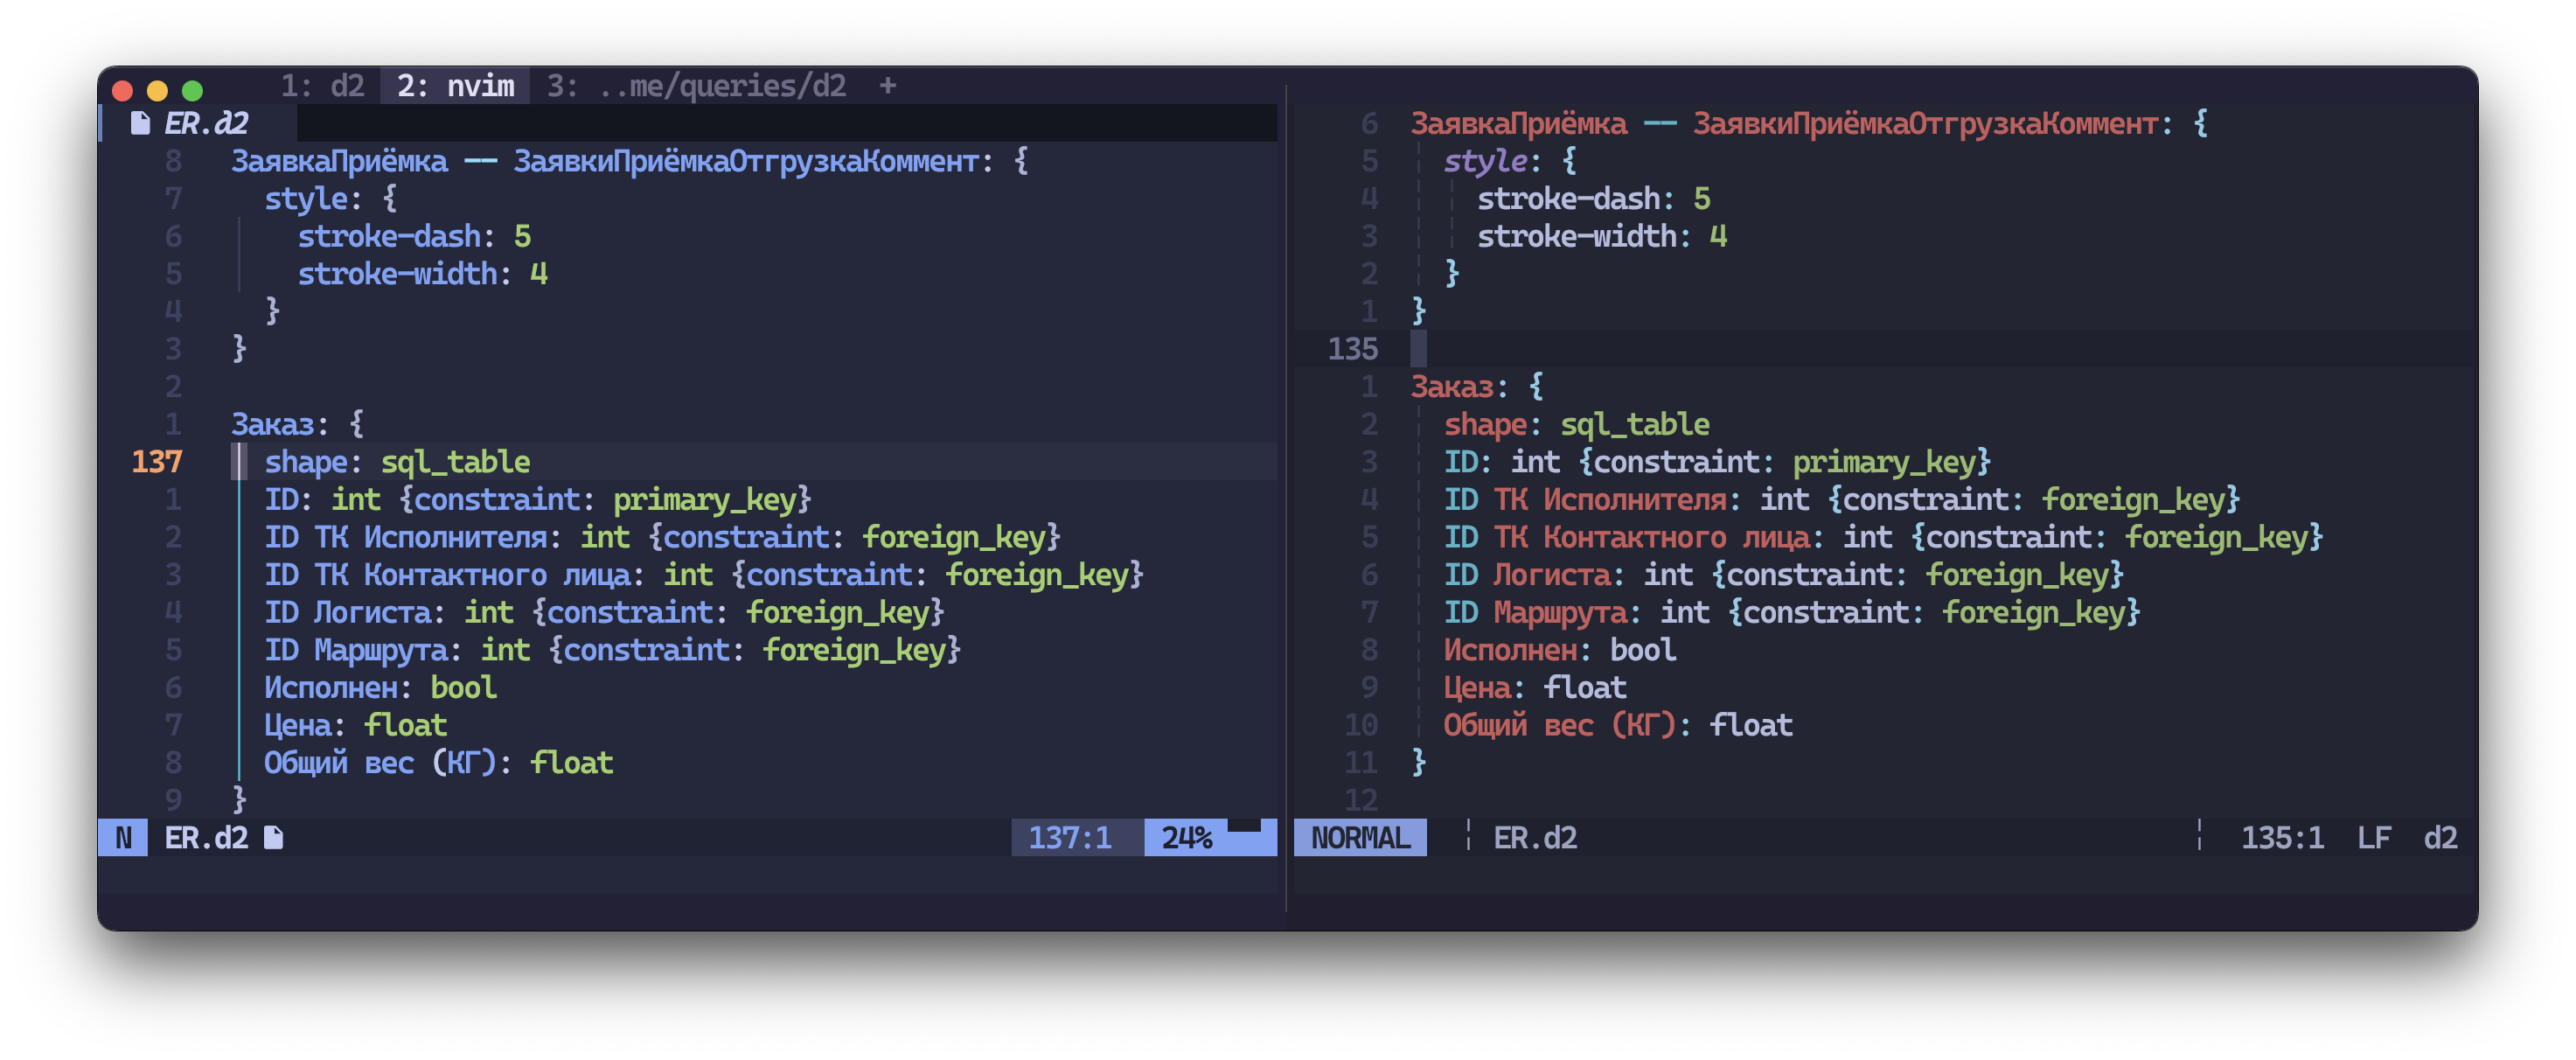 1: d2 2: nvim 3: ..me/queries/d2 +
ER.d2
8 ЗаявкаПриёмка -- ЗаявкиПриёмкаОтгрузкаКоммент: {
7 style: {
6 stroke-dash: 5
5 stroke-width: 4
4 }
3 }
2
1 Заказ: {
137 shape: sql_table
1 ID: int {constraint: primary_key}
2 ID ТК Исполнителя: int {constraint: foreign_key}
3 ID ТК Контактного лица: int {constraint: foreign_key}
4 ID Логиста: int {constraint: foreign_key}
5 ID Маршрута: int {constraint: foreign_key}
6 Исполнен: bool
7 Цена: float
8 Общий вес (КГ): float
9 }
N ER.d2 137:1 24%
6 ЗаявкаПриёмка -- ЗаявкиПриёмкаОтгрузкаКоммент: {
5 style: {
4 stroke-dash: 5
3 stroke-width: 4
2 }
1 }
135
1 Заказ: {
2 shape: sql_table
3 ID: int {constraint: primary_key}
4 ID ТК Исполнителя: int {constraint: foreign_key}
5 ID ТК Контактного лица: int {constraint: foreign_key}
6 ID Логиста: int {constraint: foreign_key}
7 ID Маршрута: int {constraint: foreign_key}
8 Исполнен: bool
9 Цена: float
10 Общий вес (КГ): float
11 }
12
NORMAL ¦ ER.d2 ¦ 135:1 LF d2